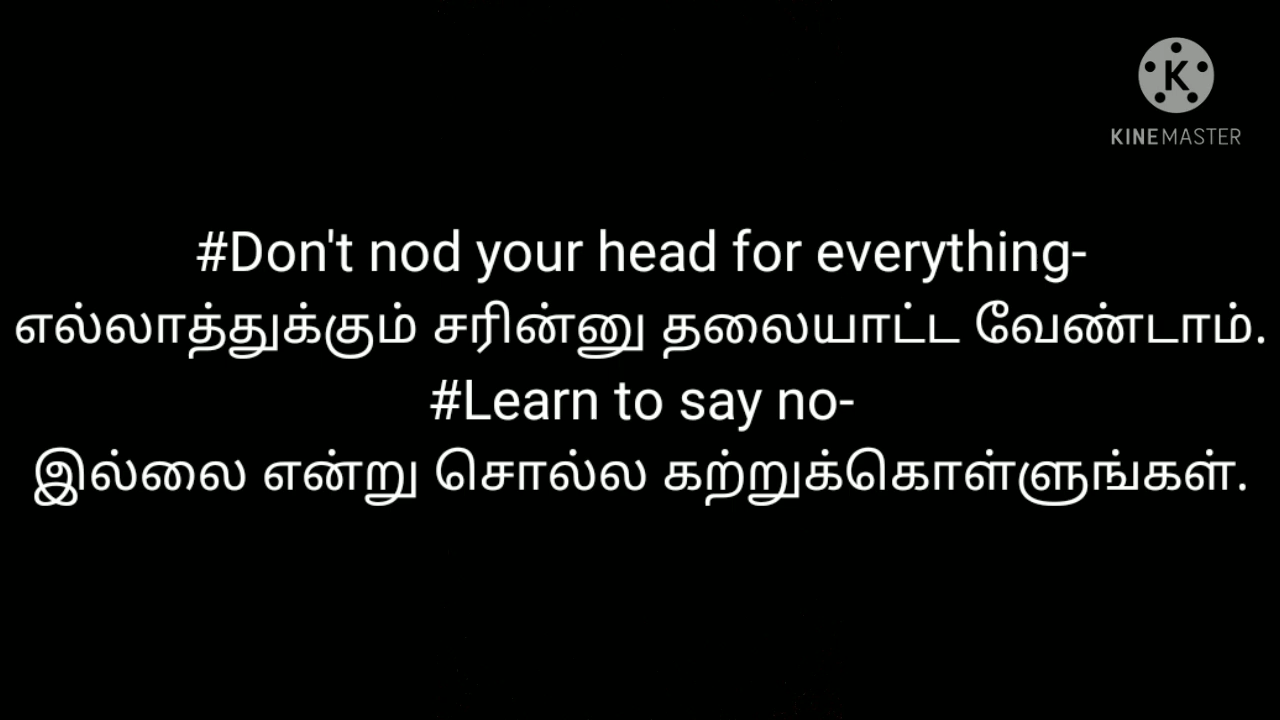 K
KINEMASTER
#Don't nod your head for everything-
எல்லாத்துக்கும் சரின்னு தலையாட்ட வேண்டாம்.
#Learn to say no-
இல்லை என்று சொல்ல கற்றுக்கொள்ளுங்கள்.